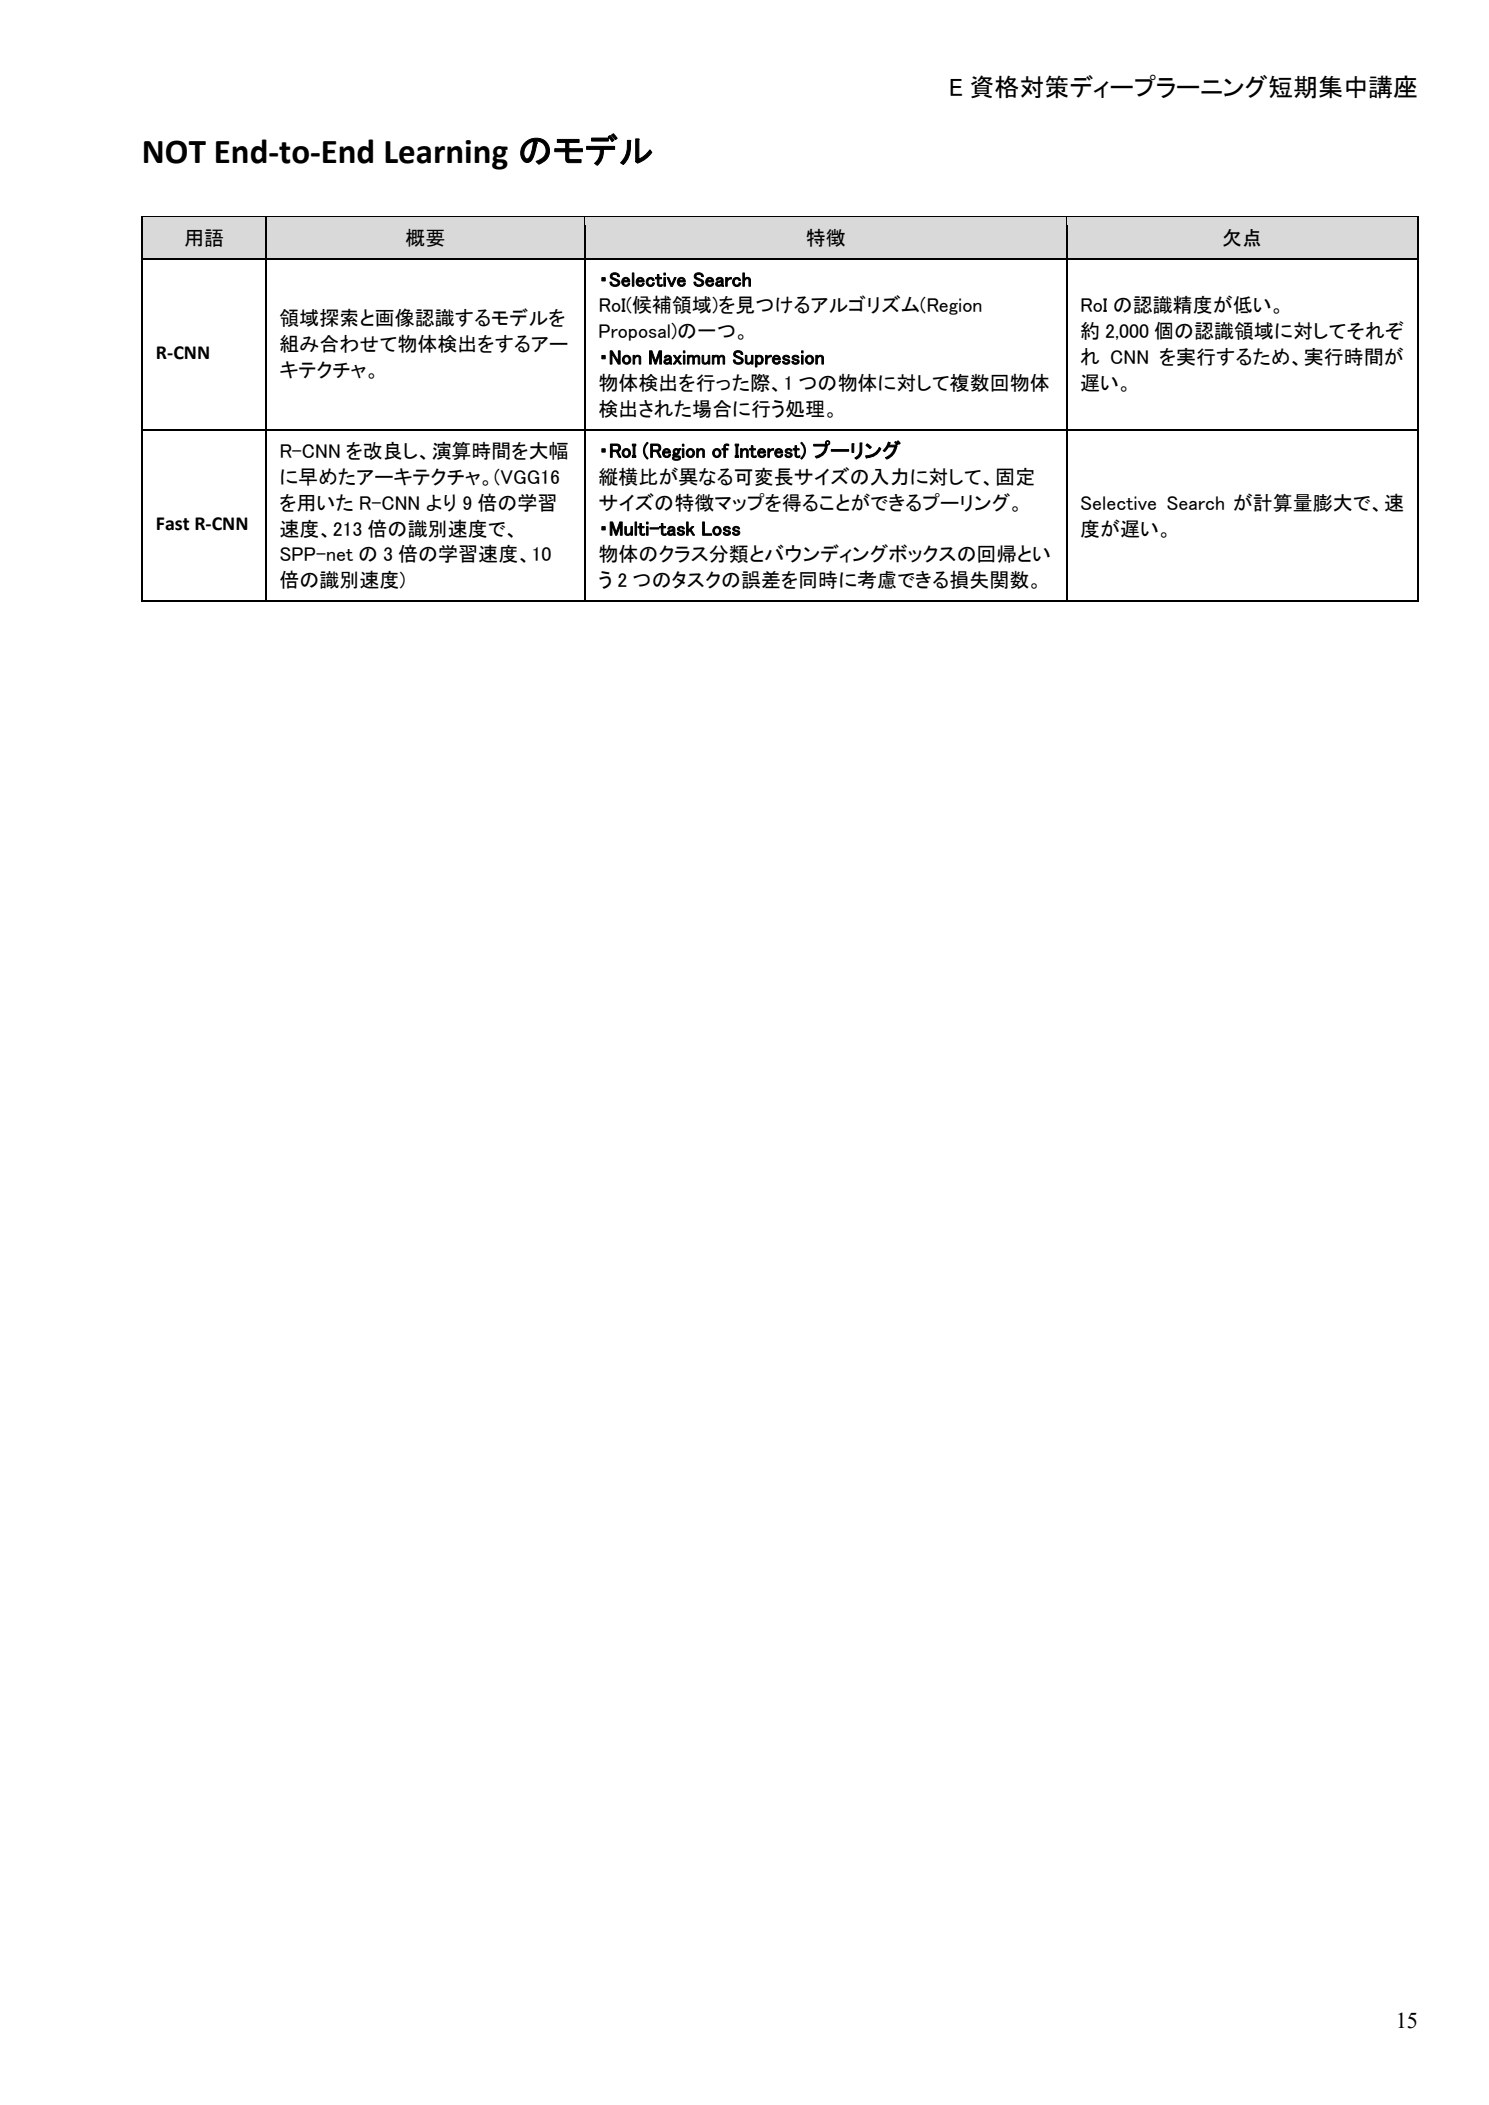 E 資格対策ディープラーニング短期集中講座
NOT End-to-End Learning のモデル
用語
概要
特徴
欠点
R-CNN
領域探索と画像認識するモデルを
組み合わせて物体検出をするアー
キテクチャ。
・Selective Search
RoI(候補領域)を見つけるアルゴリズム(Region
Proposal)の一つ。
・Non Maximum Supression
物体検出を行った際、1 つの物体に対して複数回物体
検出された場合に行う処理。
RoI の認識精度が低い。
約 2,000 個の認識領域に対してそれぞ
れ CNN を実行するため、実行時間が
遅い。
Fast R-CNN
R-CNN を改良し、演算時間を大幅
に早めたアーキテクチャ。(VGG16
を用いた R-CNN より 9 倍の学習
速度、213 倍の識別速度で、
SPP-net の 3 倍の学習速度、10
倍の識別速度)
・RoI (Region of Interest) プーリング
縦横比が異なる可変長サイズの入力に対して、固定
サイズの特徴マップを得ることができるプーリング。
・Multi-task Loss
物体のクラス分類とバウンディングボックスの回帰とい
う 2 つのタスクの誤差を同時に考慮できる損失関数。
Selective Search が計算量膨大で、速
度が遅い。
15